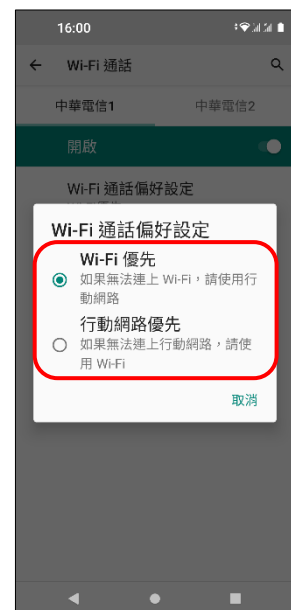 16:00
Wi-Fi 通話
中華電信1
中華電信2
開啟
Wi-Fi 通話偏好設定
Wi-Fi 通話偏好設定
Wi-Fi 優先
如果無法連上 Wi-Fi，請使用行
動網路
行動網路優先
如果無法連上行動網路，請使
用 Wi-Fi
取消